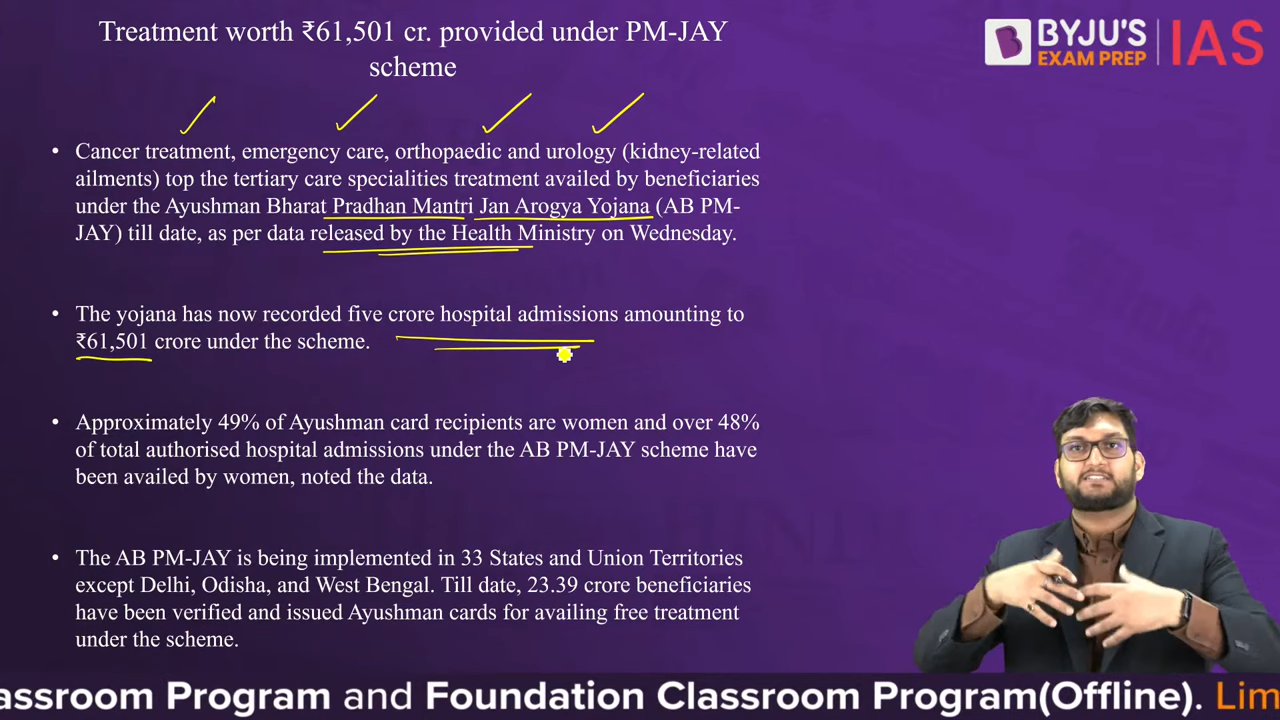 Treatment worth ₹61,501 cr. provided under PM-JAY
scheme
BYJU'S
EXAM PREP
IAS
• Cancer treatment, emergency care, orthopaedic and urology (kidney-related
ailments) top the tertiary care specialities treatment availed by beneficiaries
under the Ayushman Bharat Pradhan Mantri Jan Arogya Yojana (AB PM-
JAY) till date, as per data released by the Health Ministry on Wednesday.
• The yojana has now recorded five crore hospital admissions amounting to
₹61,501 crore under the scheme.
• Approximately 49% of Ayushman card recipients are women and over 48%
of total authorised hospital admissions under the AB PM-JAY scheme have
been availed by women, noted the data.
• The AB PM-JAY is being implemented in 33 States and Union Territories
except Delhi, Odisha, and West Bengal. Till date, 23.39 crore beneficiaries
have been verified and issued Ayushman cards for availing free treatment
under the scheme.
assroom Program and Foundation Classroom Program(Offline). Lim